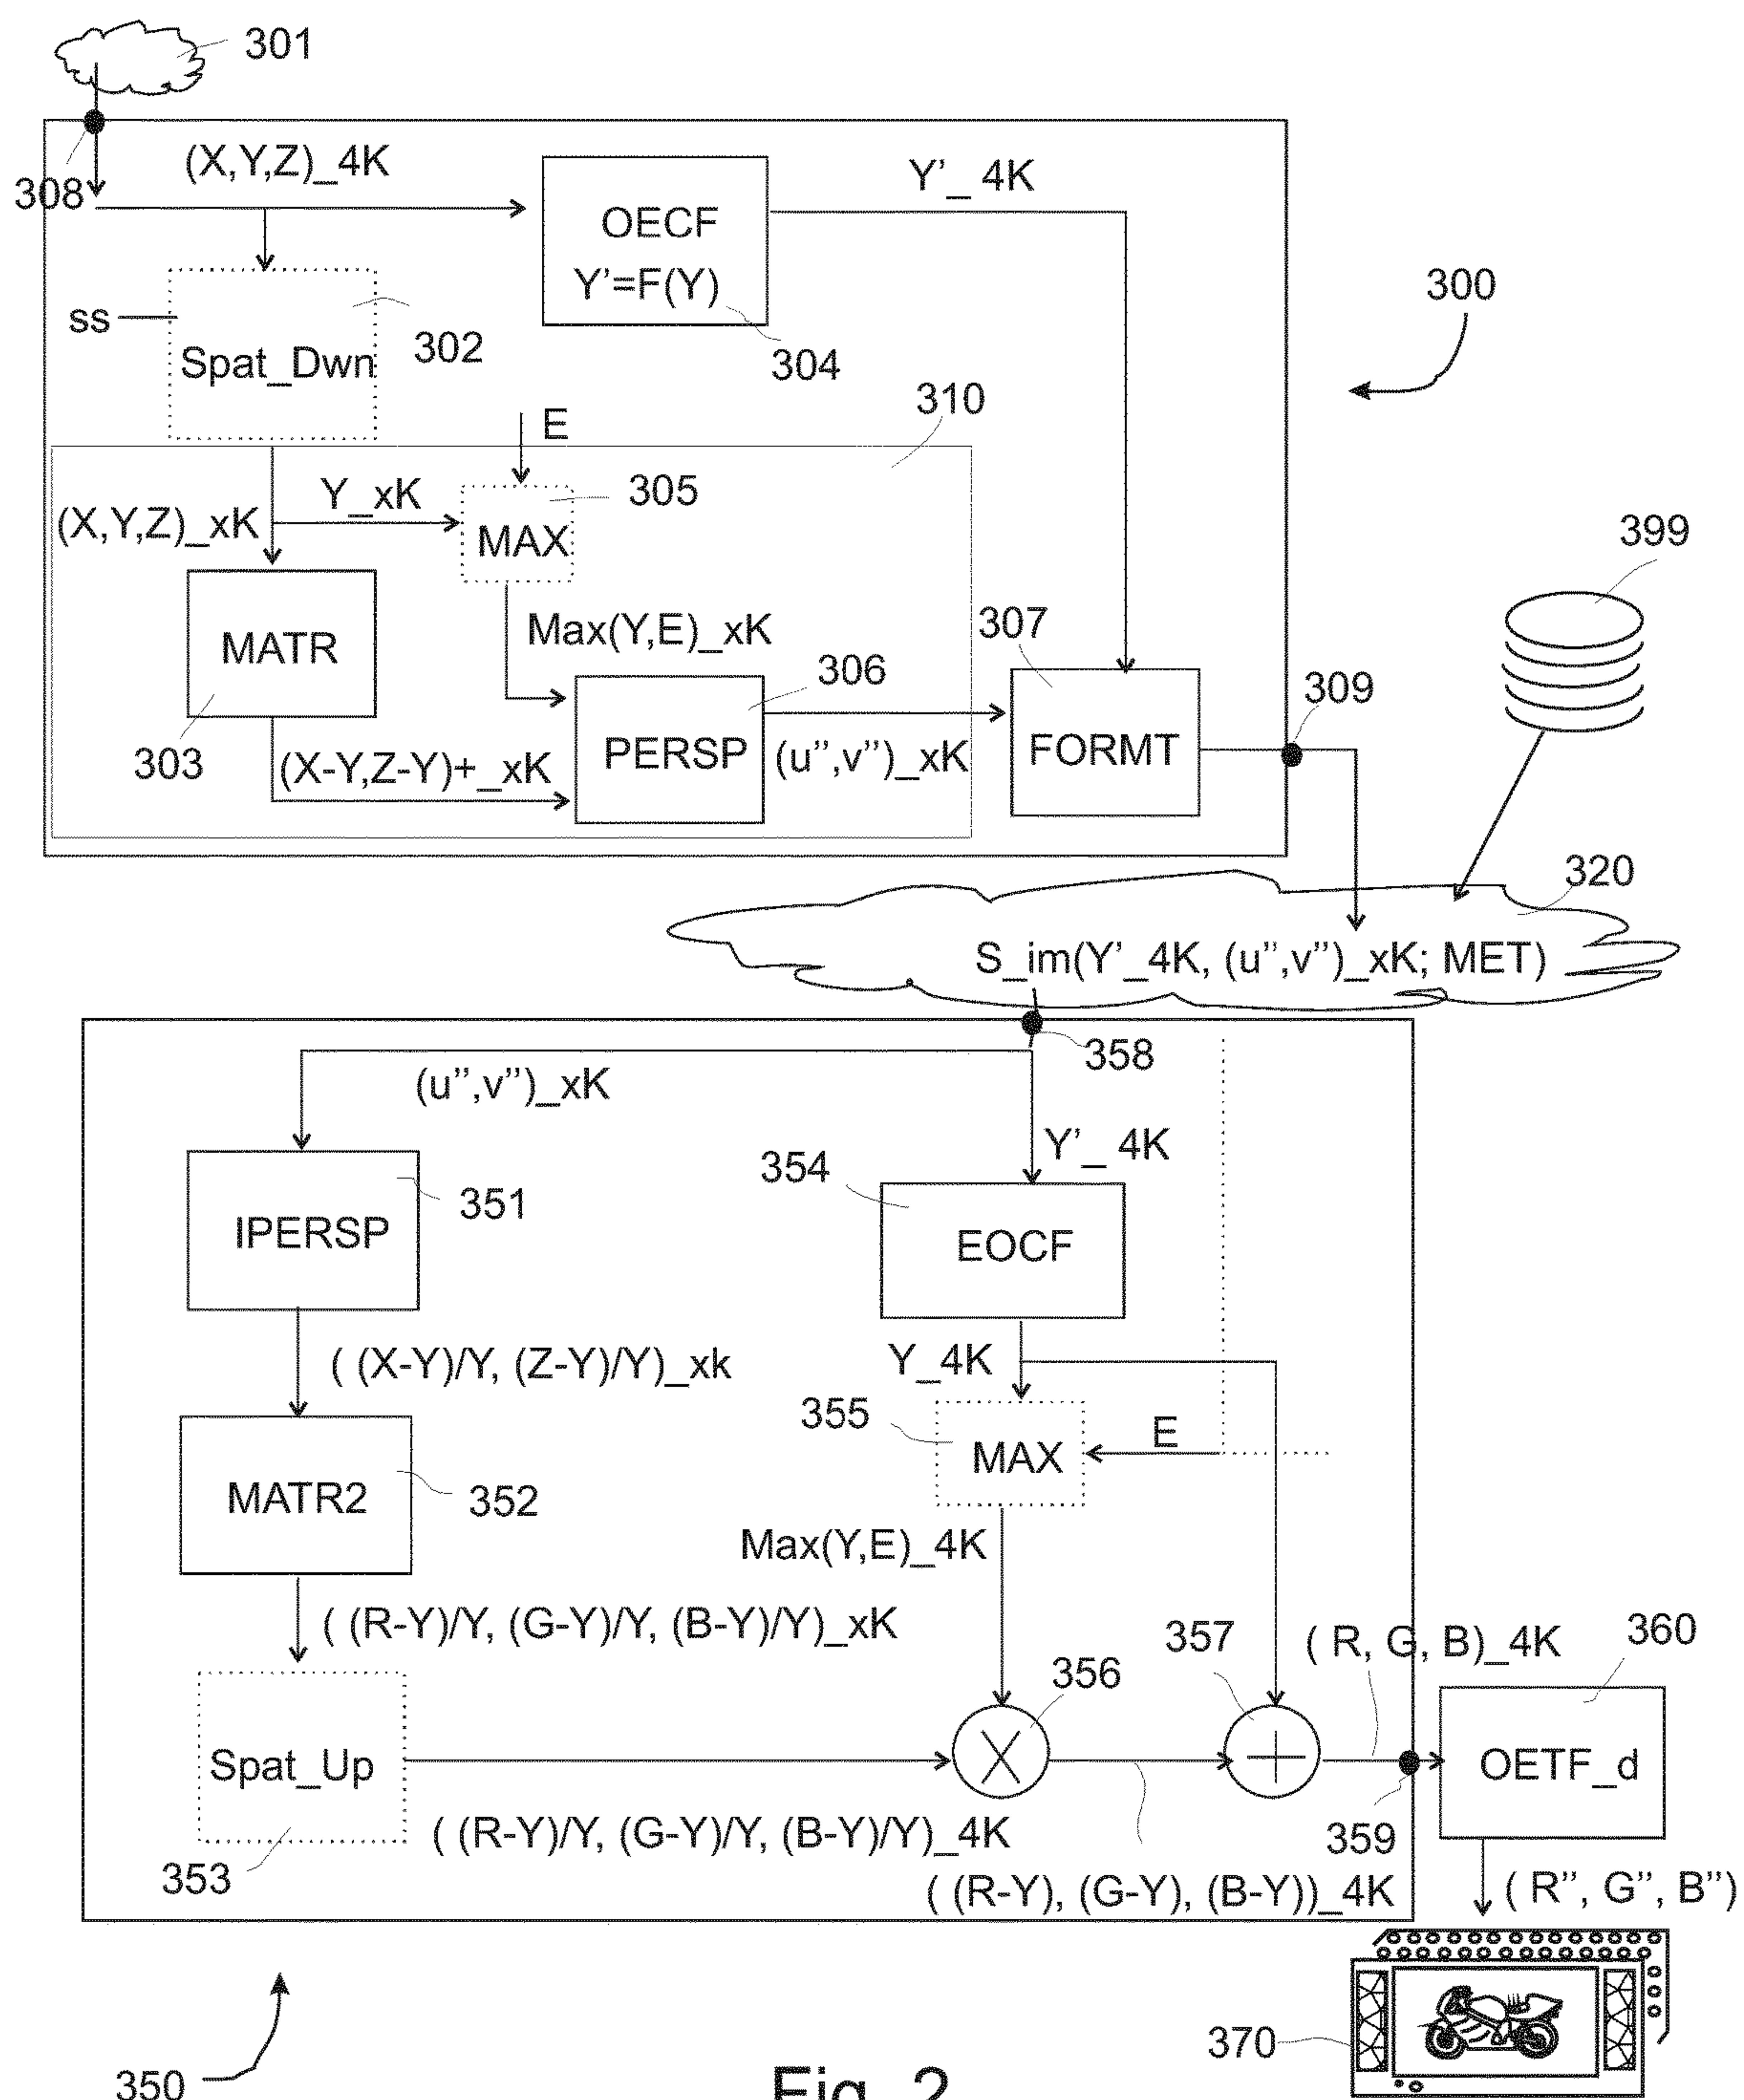 301
(X,Y,Z)_4K
308
OECF
Y'=F(Y)
304
Y'_ 4K
300
ss
Spat_Dwn
302
E
310
(X,Y,Z)_xK
Y_xK
305
MAX
399
MATR
303
Max(Y,E)_xK
306
307
309
(X-Y,Z-Y)+_xK
PERSP
(u'',v'')_xK
FORMT
320
S_im(Y'_4K, (u'',v'')_xK; MET)
358
(u'',v'')_xK
Y'_ 4K
354
351
IPERSP
EOCF
( (X-Y)/Y, (Z-Y)/Y)_xk
Y_4K
355
MAX
E
MATR2
352
Max(Y,E)_4K
( (R-Y)/Y, (G-Y)/Y, (B-Y)/Y)_xK
357
( R, G, B)_4K
360
356
Spat_Up
X
+
OETF_d
( (R-Y)/Y, (G-Y)/Y, (B-Y)/Y)_4K
359
353
( (R-Y), (G-Y), (B-Y))_4K
( R'', G'', B'')
370
350
Fig. 2